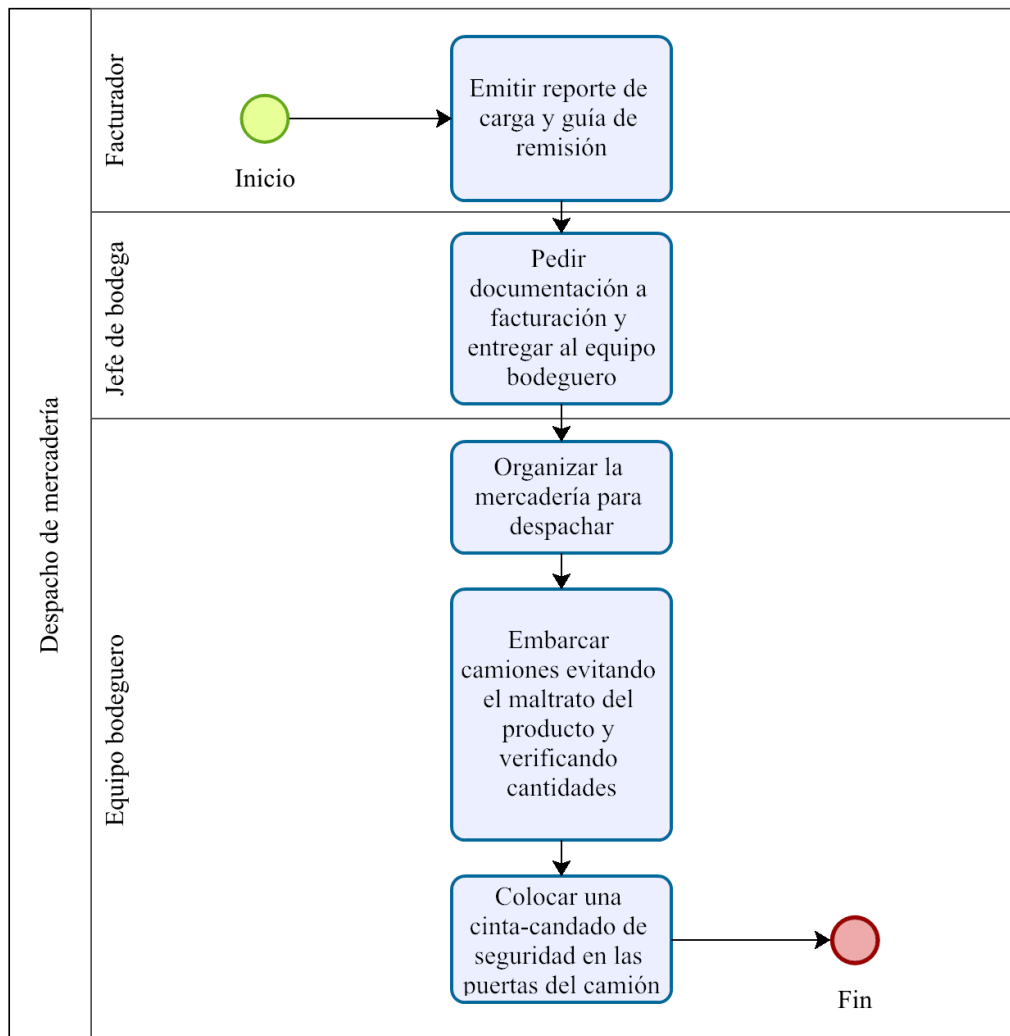 Despacho de mercadería
Facturador
Inicio
Emitir reporte de
carga y guía de
remisión
Jefe de bodega
Pedir
documentación a
facturación y
entregar al equipo
bodeguero
Equipo bodeguero
Organizar la
mercadería para
despachar
Embarcar
camiones evitando
el maltrato del
producto y
verificando
cantidades
Colocar una
cinta-candado de
seguridad en las
puertas del camión
Fin